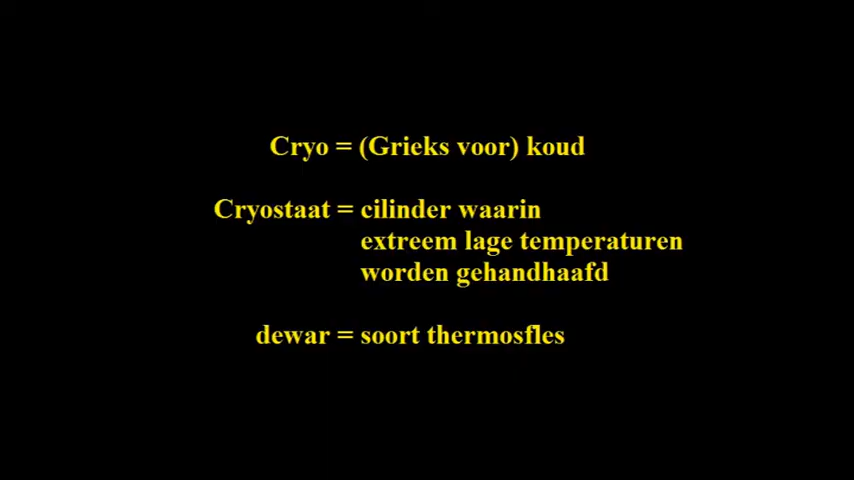 Cryo = (Grieks voor) koud
Cryostaat = cilinder waarin
extreem lage temperaturen
worden gehandhaafd
dewar = soort thermosfles